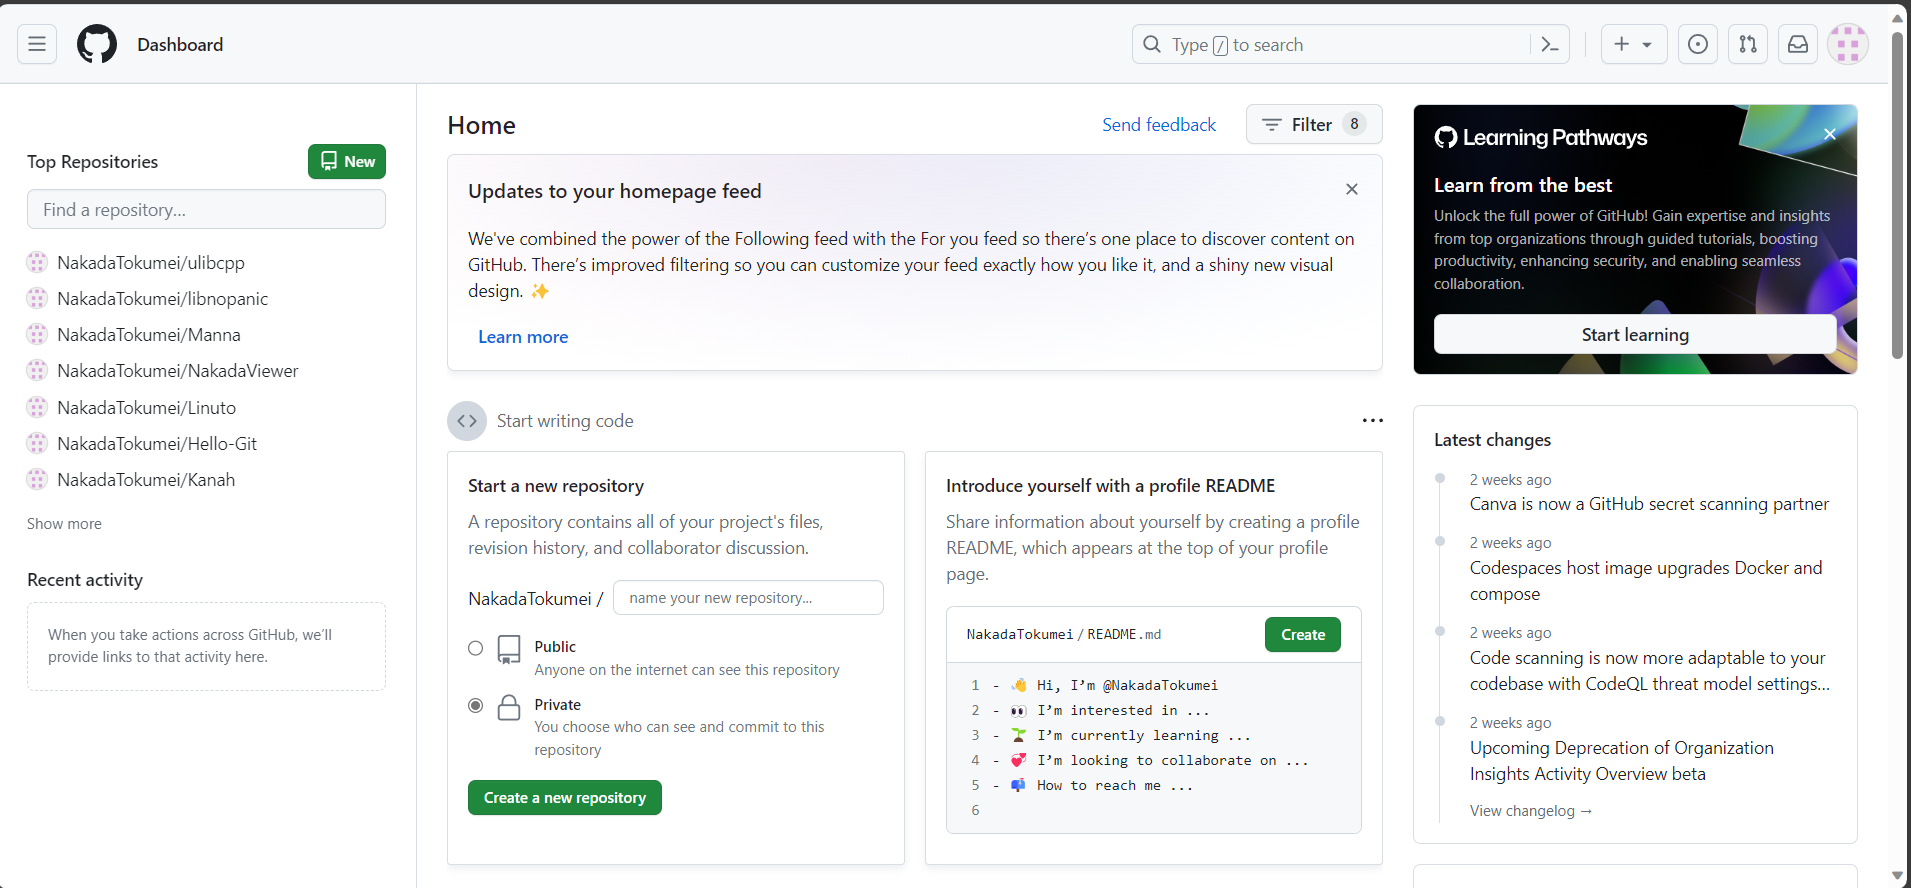 Dashboard
Type / to search
Top Repositories
New
Find a repository...
NakadaTokumei/ulibcpp
NakadaTokumei/libnopanic
NakadaTokumei/Manna
NakadaTokumei/NakadaViewer
NakadaTokumei/Linuto
NakadaTokumei/Hello-Git
NakadaTokumei/Kanah
Show more
Recent activity
When you take actions across GitHub, we’ll
provide links to that activity here.
Home
Send feedback
Filter 8
Updates to your homepage feed
We've combined the power of the Following feed with the For you feed so there’s one place to discover content on
GitHub. There’s improved filtering so you can customize your feed exactly how you like it, and a shiny new visual
design. ✨
Learn more
Start writing code
Start a new repository
A repository contains all of your project's files,
revision history, and collaborator discussion.
NakadaTokumei / name your new repository...
Public
Anyone on the internet can see this repository
Private
You choose who can see and commit to this
repository
Create a new repository
Introduce yourself with a profile README
Share information about yourself by creating a profile
README, which appears at the top of your profile
page.
NakadaTokumei / README.md
Create
1 - 👋 Hi, I’m @NakadaTokumei
2 - 👀 I’m interested in ...
3 - 🌱 I’m currently learning ...
4 - 💞️ I’m looking to collaborate on ...
5 - 📫 How to reach me ...
6
Learning Pathways
Learn from the best
Unlock the full power of GitHub! Gain expertise and insights
from top organizations through guided tutorials, boosting
productivity, enhancing security, and enabling seamless
collaboration.
Start learning
Latest changes
2 weeks ago
Canva is now a GitHub secret scanning partner
2 weeks ago
Codespaces host image upgrades Docker and
compose
2 weeks ago
Code scanning is now more adaptable to your
codebase with CodeQL threat model settings...
2 weeks ago
Upcoming Deprecation of Organization
Insights Activity Overview beta
View changelog →